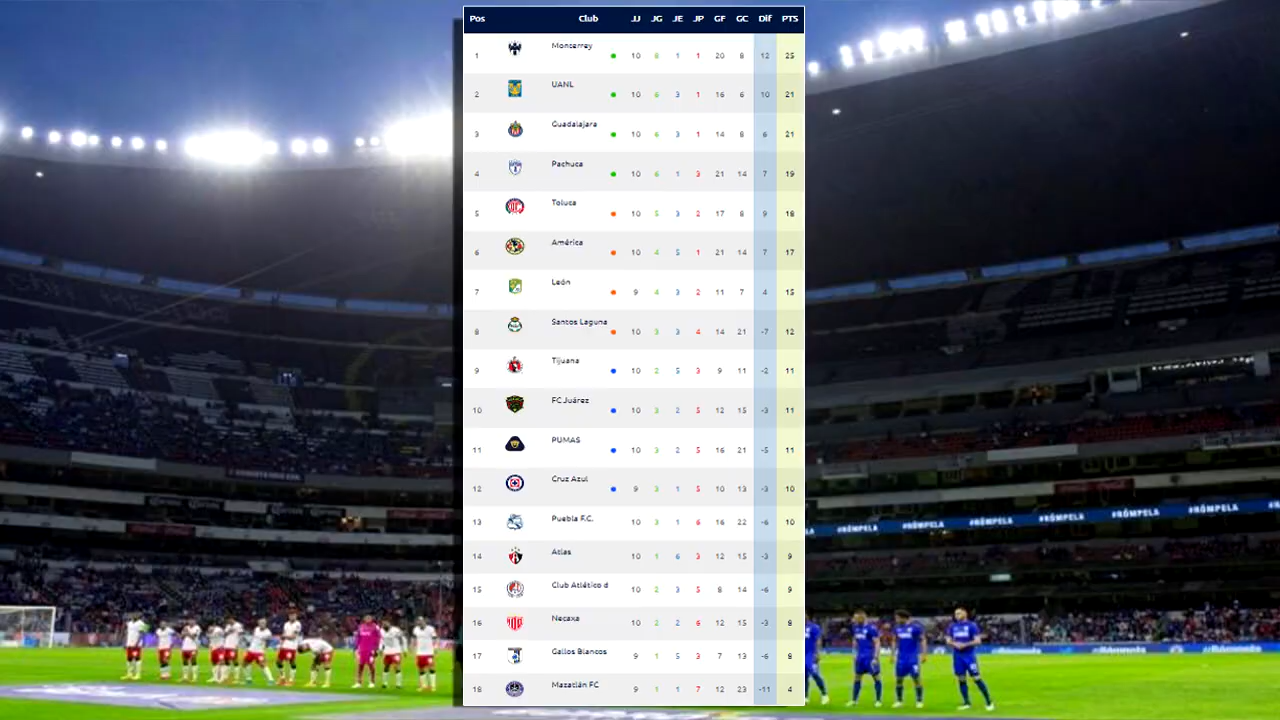 Pos Club JJ JG JE JP GF GC Dif PTS
1 Monterrey 10 8 1 1 20 8 12 25
2 UANL 10 6 3 1 16 6 10 21
3 Guadalajara 10 6 3 1 14 8 6 21
4 Pachuca 10 6 1 3 21 14 7 19
5 Toluca 10 5 3 2 17 8 9 18
6 América 10 4 5 1 21 14 7 17
7 León 9 4 3 2 11 7 4 15
8 Santos Laguna 10 3 3 4 14 21 -7 12
9 Tijuana 10 2 5 3 9 11 -2 11
10 FC Juárez 10 3 2 5 12 15 -3 11
11 PUMAS 10 3 2 5 16 21 -5 11
12 Cruz Azul 9 3 1 5 10 13 -3 10
13 Puebla F.C. 10 3 1 6 16 22 -6 10
14 Atlas 10 1 6 3 12 15 -3 9
15 Club Atlético d 10 2 3 5 8 14 -6 9
16 Necaxa 10 2 2 6 12 15 -3 8
17 Gallos Blancos 9 1 5 3 7 13 -6 8
18 Mazatlán FC 9 1 1 7 12 23 -11 4
#RÓMPELA #RÓMPELA #RÓMPELA #RÓMPELA #RÓMPELA #RÓMPELA